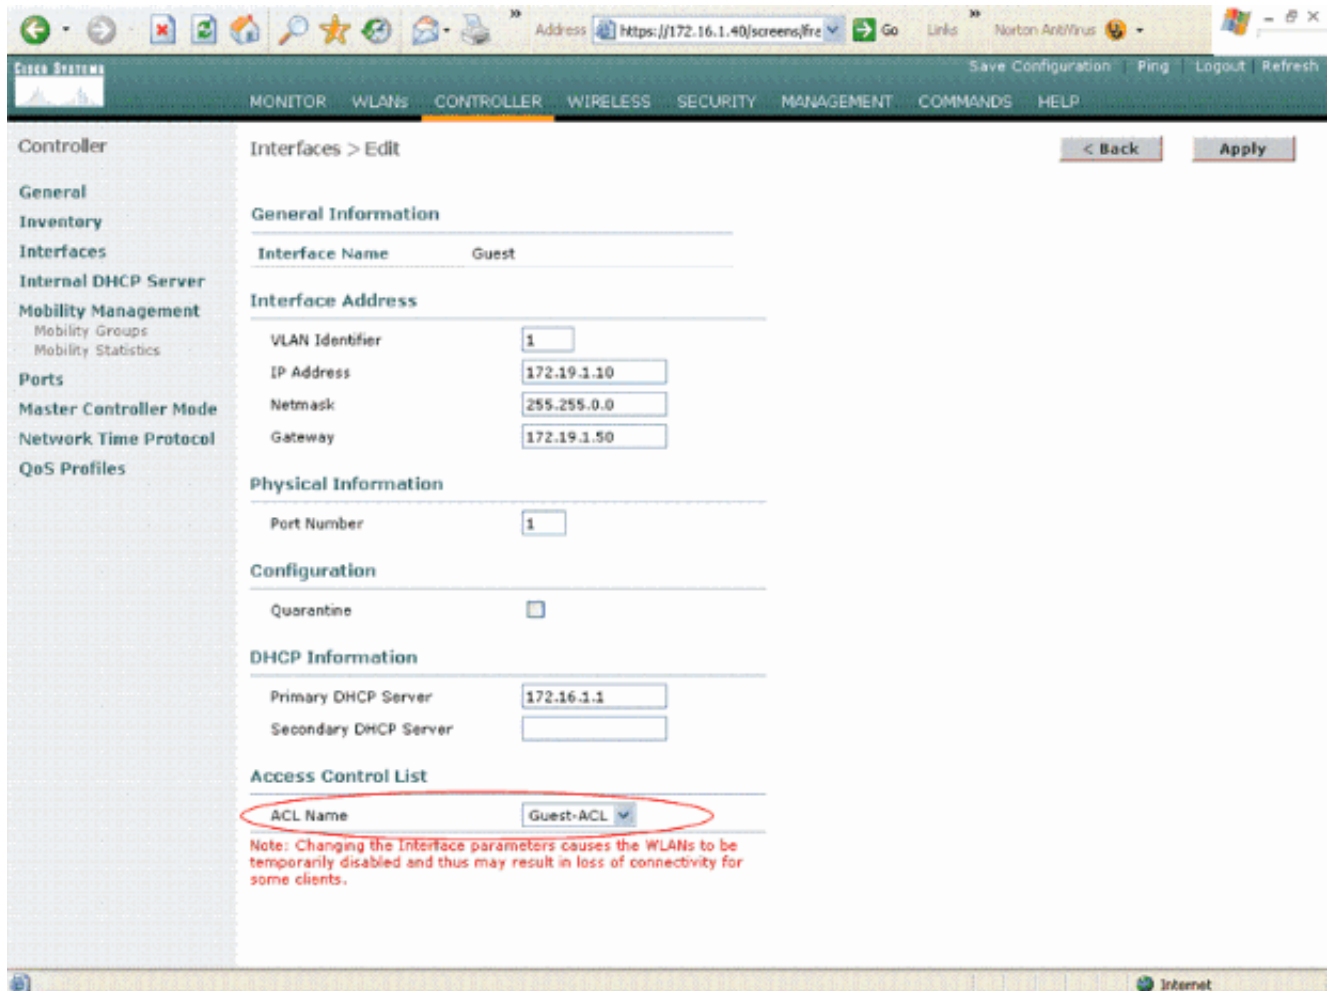 Address https://172.16.1.40/screens/fra Go Links Norton AntiVirus
CISCO SYSTEMS
Save Configuration Ping Logout Refresh
MONITOR WLANs CONTROLLER WIRELESS SECURITY MANAGEMENT COMMANDS HELP
Controller
General
Inventory
Interfaces
Internal DHCP Server
Mobility Management
Mobility Groups
Mobility Statistics
Ports
Master Controller Mode
Network Time Protocol
QoS Profiles
Interfaces > Edit
< Back Apply
General Information
Interface Name Guest
Interface Address
VLAN Identifier 1
IP Address 172.19.1.10
Netmask 255.255.0.0
Gateway 172.19.1.50
Physical Information
Port Number 1
Configuration
Quarantine
DHCP Information
Primary DHCP Server 172.16.1.1
Secondary DHCP Server
Access Control List
ACL Name Guest-ACL
Note: Changing the Interface parameters causes the WLANs to be
temporarily disabled and thus may result in loss of connectivity for
some clients.
Internet